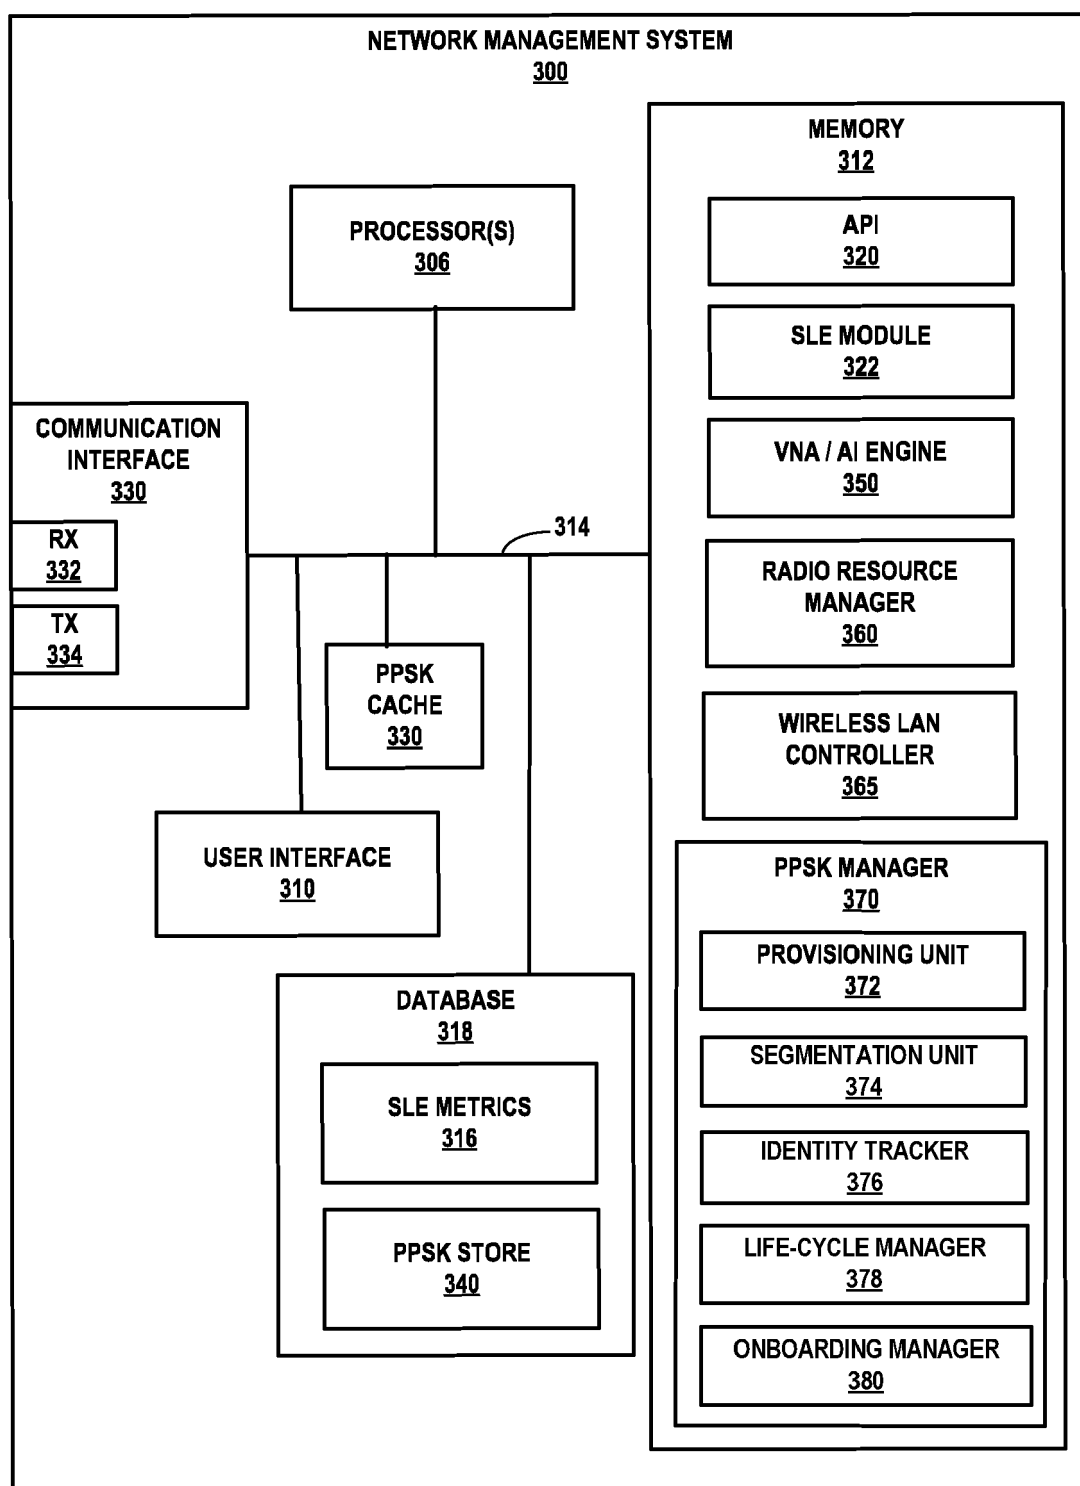 NETWORK MANAGEMENT SYSTEM
300
PROCESSOR(S)
306
COMMUNICATION
INTERFACE
330
RX
332
TX
334
314
PPSK
CACHE
330
USER INTERFACE
310
DATABASE
318
SLE METRICS
316
PPSK STORE
340
MEMORY
312
API
320
SLE MODULE
322
VNA / AI ENGINE
350
RADIO RESOURCE
MANAGER
360
WIRELESS LAN
CONTROLLER
365
PPSK MANAGER
370
PROVISIONING UNIT
372
SEGMENTATION UNIT
374
IDENTITY TRACKER
376
LIFE-CYCLE MANAGER
378
ONBOARDING MANAGER
380